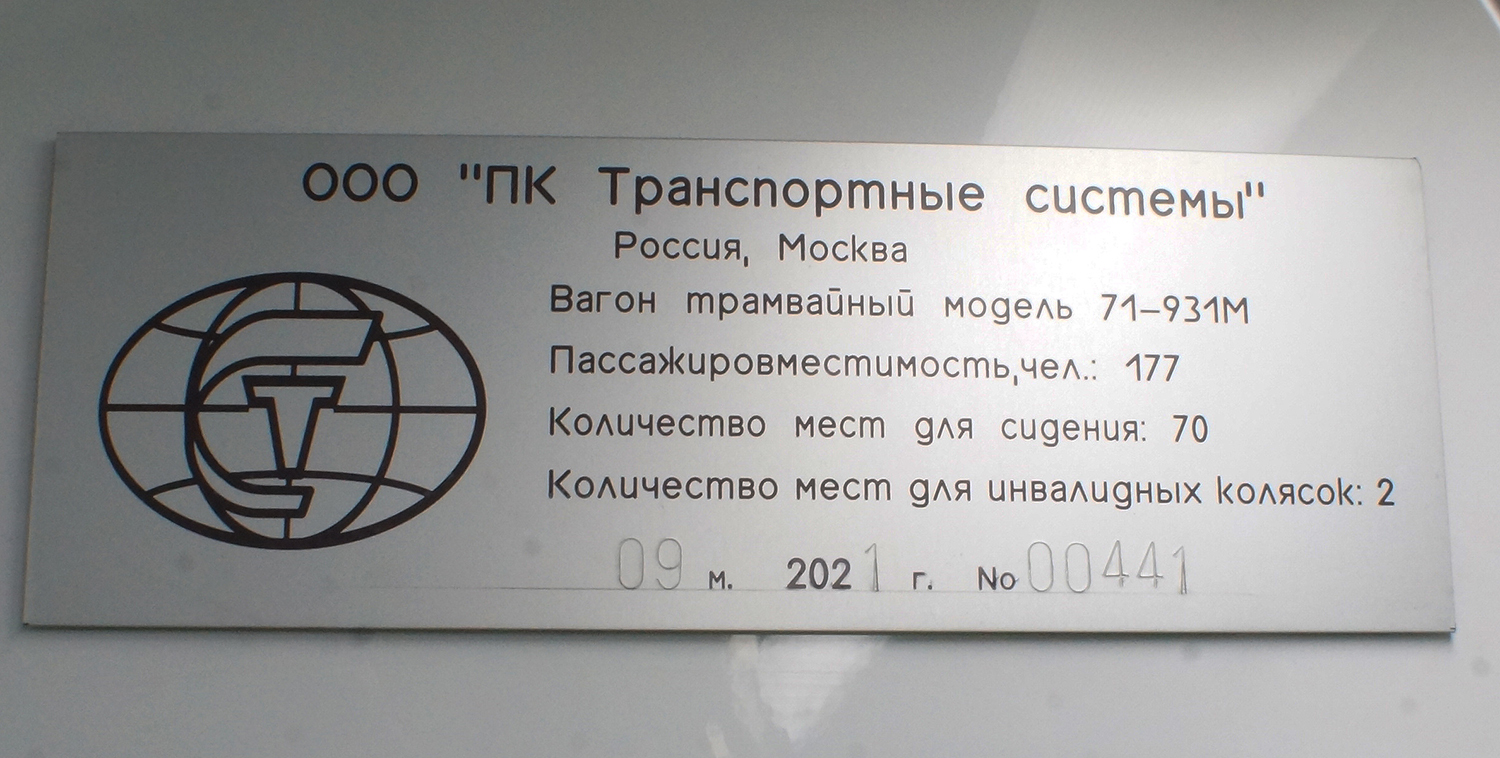 ООО "ПК Транспортные системы"
Россия, Москва
Вагон трамвайный модель 71-931М
Пассажировместимость,чел.: 177
Количество мест для сидения: 70
Количество мест для инвалидных колясок: 2
09 м. 2021 г. No 00441